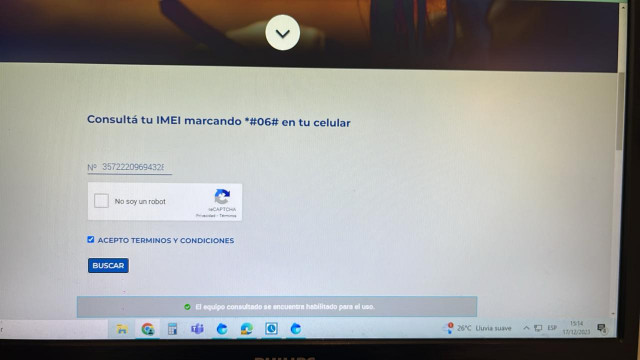 Consultá tu IMEI marcando *#06# en tu celular
Nº 35722209694328
No soy un robot
reCAPTCHA
Privacidad - Términos
ACEPTO TERMINOS Y CONDICIONES
BUSCAR
El equipo consultado se encuentra habilitado para el uso.
26°C Lluvia suave
ESP
15:14
17/12/2023
PHILIPS